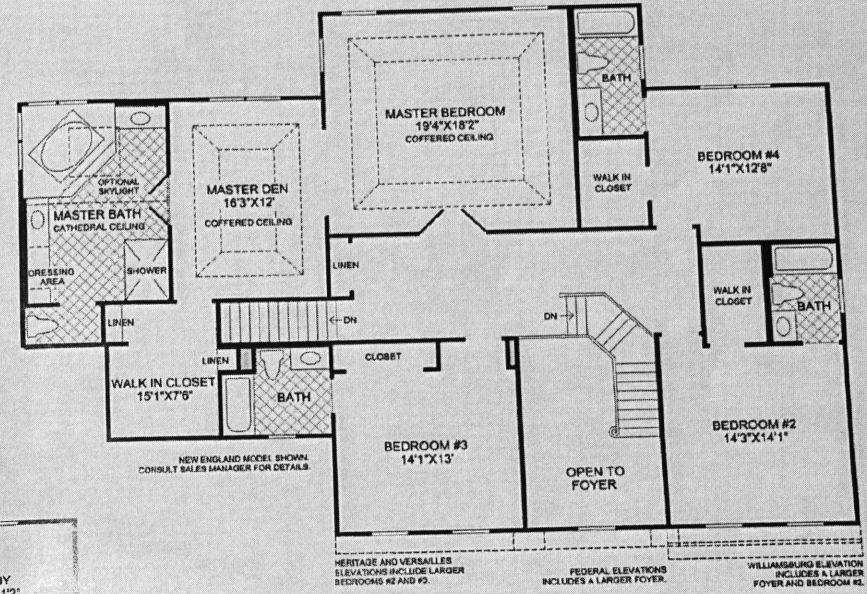 BATH
MASTER BEDROOM
19'4"X18'2"
COFFERED CEILING
BEDROOM #4
14'1"X12'8"
WALK IN
CLOSET
OPTIONAL
SKYLIGHT
MASTER DEN
16'3"X12'
COFFERED CEILING
MASTER BATH
CATHEDRAL CEILING
DRESSING
AREA
SHOWER
LINEN
LINEN
DN
DN
WALK IN
CLOSET
BATH
LINEN
CLOSET
WALK IN CLOSET
15'1"X7'6"
BATH
BEDROOM #3
14'1"X13'
BEDROOM #2
14'3"X14'1"
OPEN TO
FOYER
NEW ENGLAND MODEL SHOWN.
CONSULT SALES MANAGER FOR DETAILS.
HERITAGE AND VERSAILLES
ELEVATIONS INCLUDE LARGER
BEDROOMS #2 AND #3.
FEDERAL ELEVATIONS
INCLUDES A LARGER FOYER.
WILLIAMSBURG ELEVATION
INCLUDES A LARGER
FOYER AND BEDROOM #2.